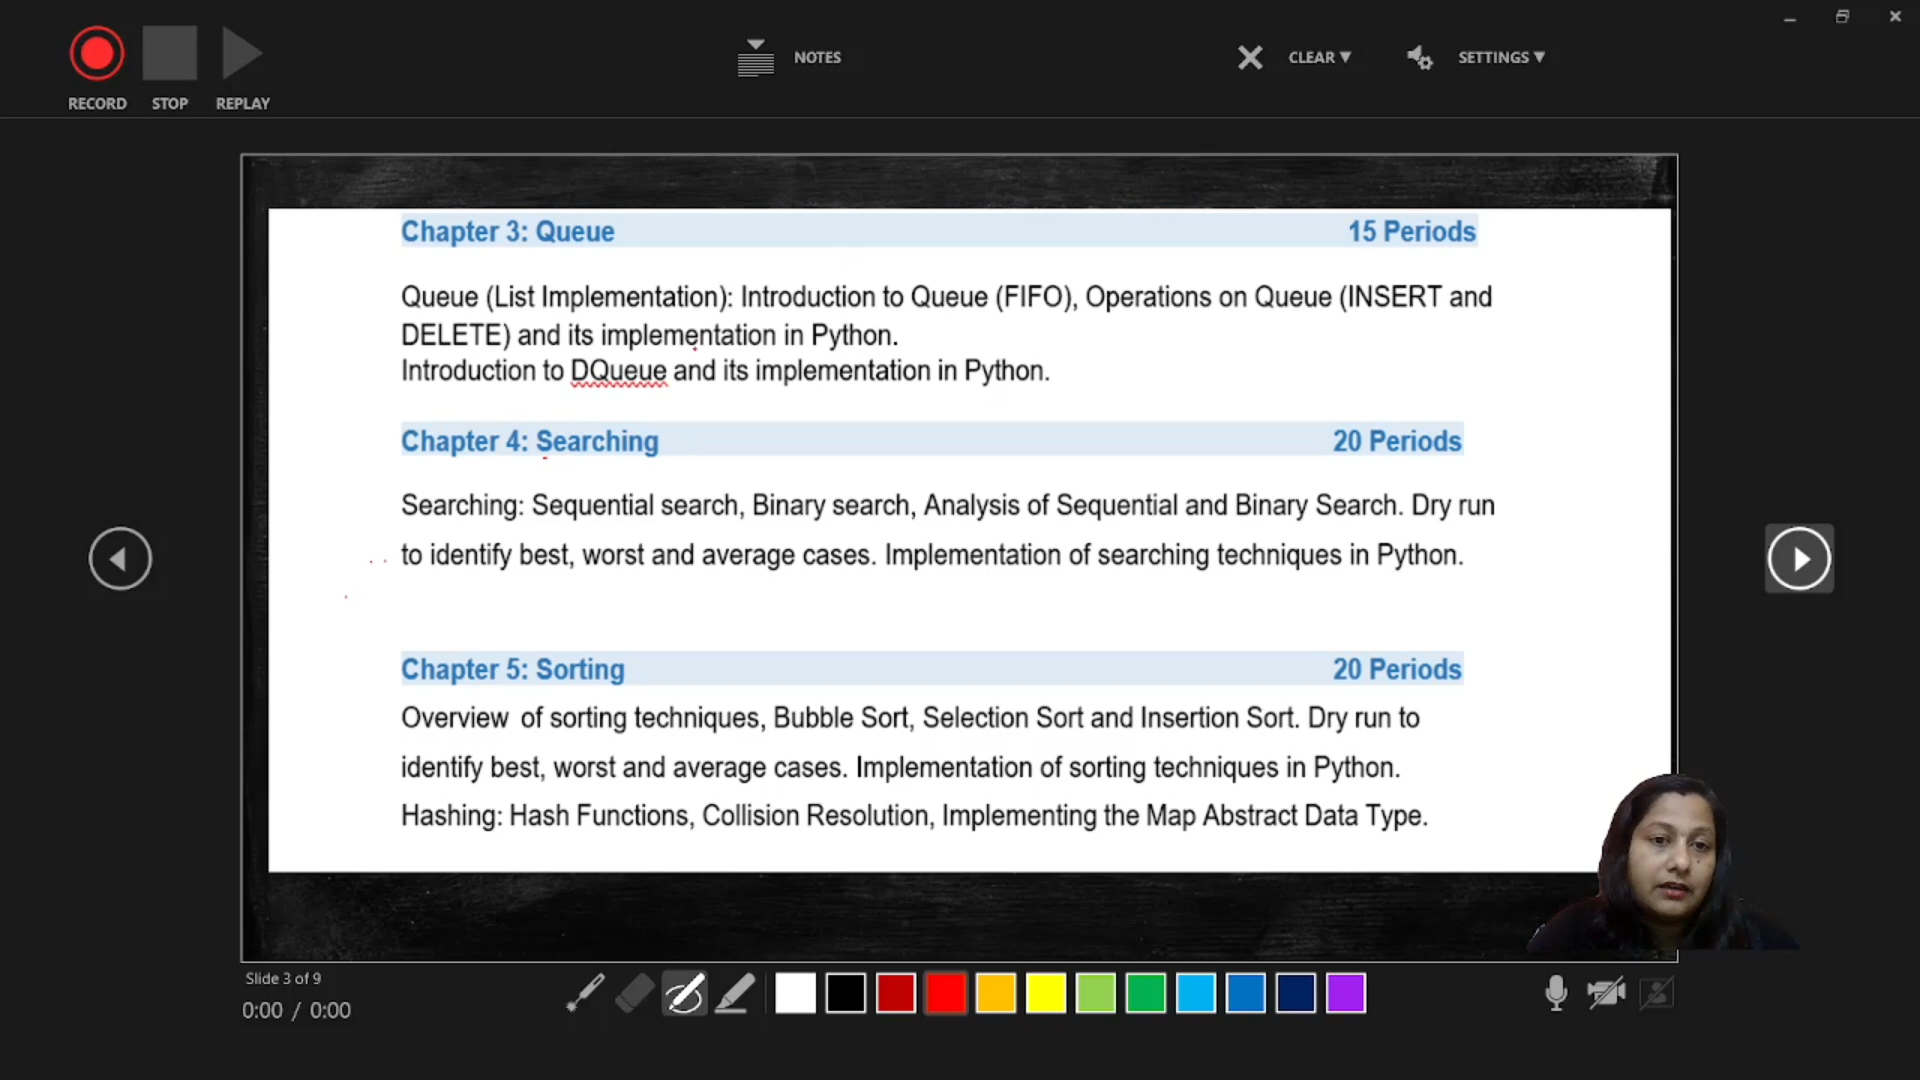 RECORD STOP REPLAY
NOTES
CLEAR
SETTINGS
Chapter 3: Queue 15 Periods
Queue (List Implementation): Introduction to Queue (FIFO), Operations on Queue (INSERT and
DELETE) and its implementation in Python.
Introduction to DQueue and its implementation in Python.
Chapter 4: Searching 20 Periods
Searching: Sequential search, Binary search, Analysis of Sequential and Binary Search. Dry run
to identify best, worst and average cases. Implementation of searching techniques in Python.
Chapter 5: Sorting 20 Periods
Overview of sorting techniques, Bubble Sort, Selection Sort and Insertion Sort. Dry run to
identify best, worst and average cases. Implementation of sorting techniques in Python.
Hashing: Hash Functions, Collision Resolution, Implementing the Map Abstract Data Type.
Slide 3 of 9
0:00 / 0:00